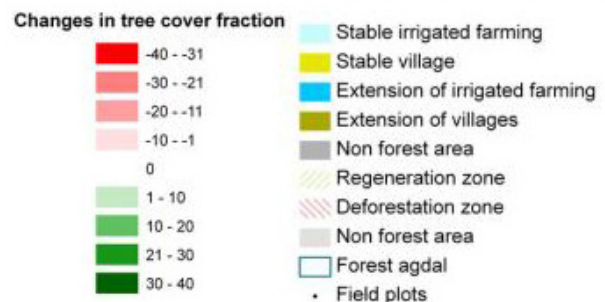 Changes in tree cover fraction
-40 - -31
-30 - -21
-20 - -11
-10 - -1
0
1 - 10
10 - 20
21 - 30
30 - 40
Stable irrigated farming
Stable village
Extension of irrigated farming
Extension of villages
Non forest area
Regeneration zone
Deforestation zone
Non forest area
Forest agdal
Field plots